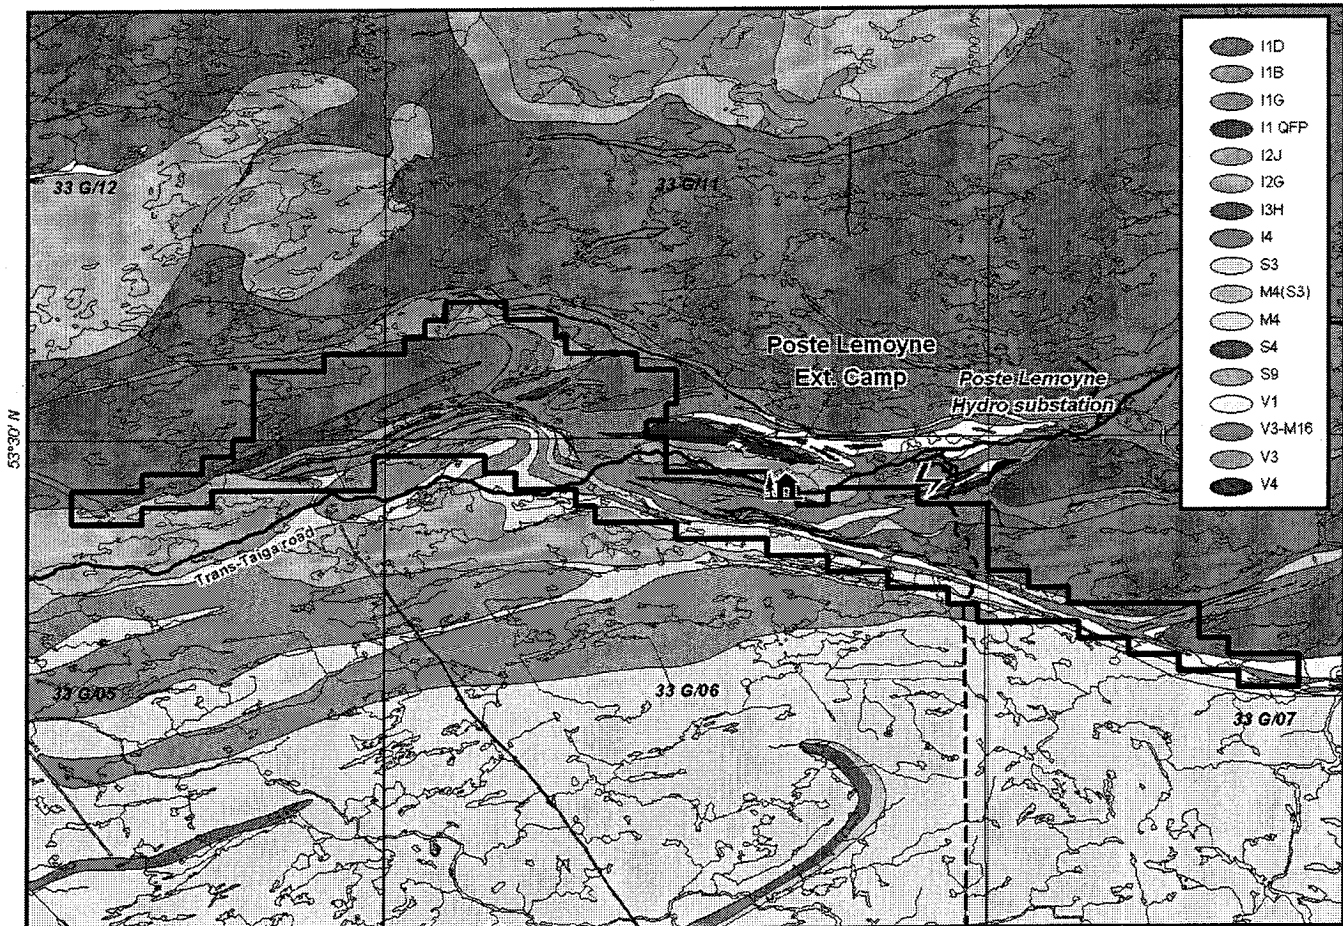 I1D
I1B
I1G
I1 QFP
I2J
I2G
I3H
I4
S3
M4(S3)
M4
S4
S9
V1
V3-M16
V3
V4
75°00' W
33 G/12
33 G/11
Poste Lemoyne
Ext. Camp
Poste Lemoyne
Hydro substation
53°30' N
Trans-Taiga road
33 G/05
33 G/06
33 G/07